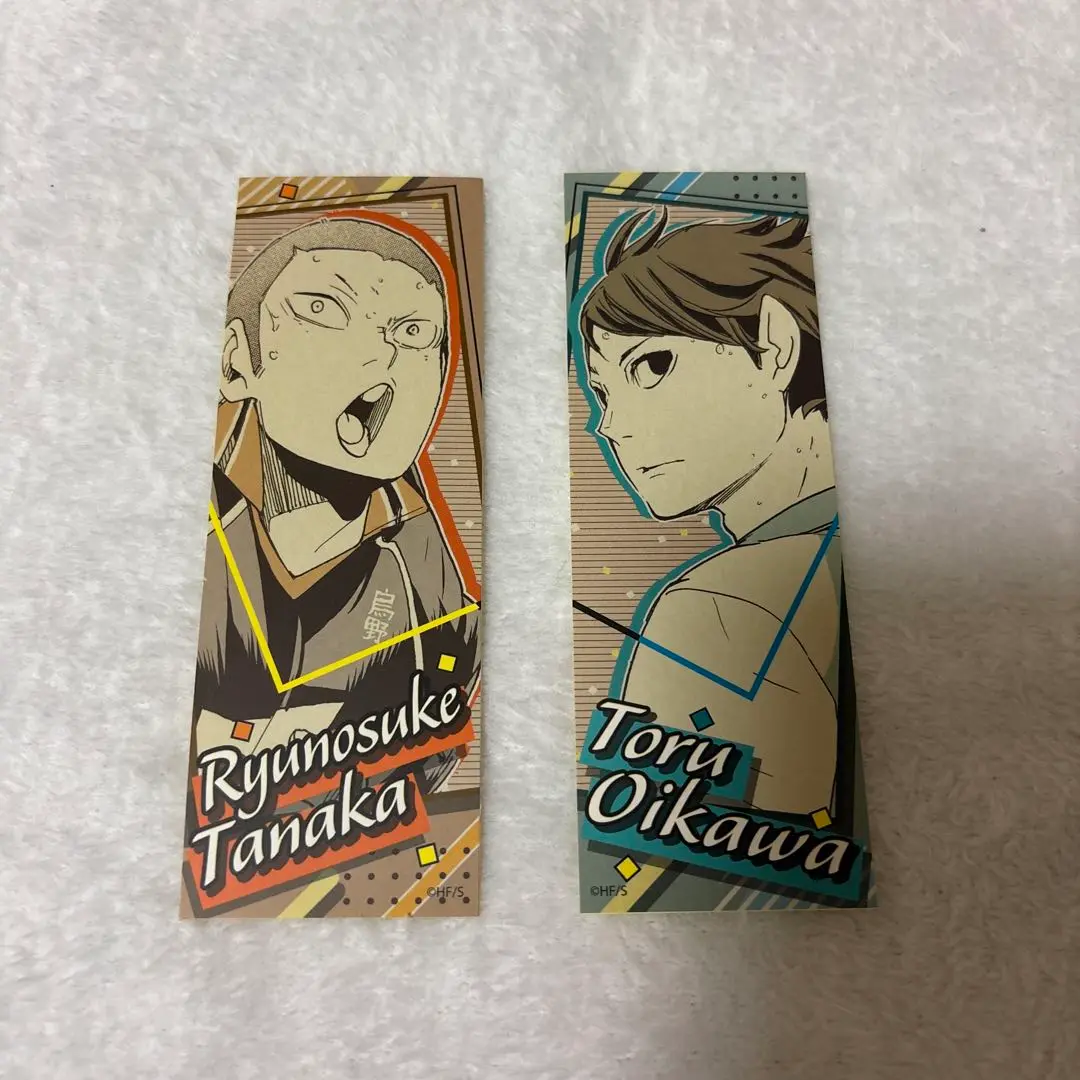 烏野
Ryunosuke
Tanaka
©HF/S
Toru
Oikawa
©HF/S